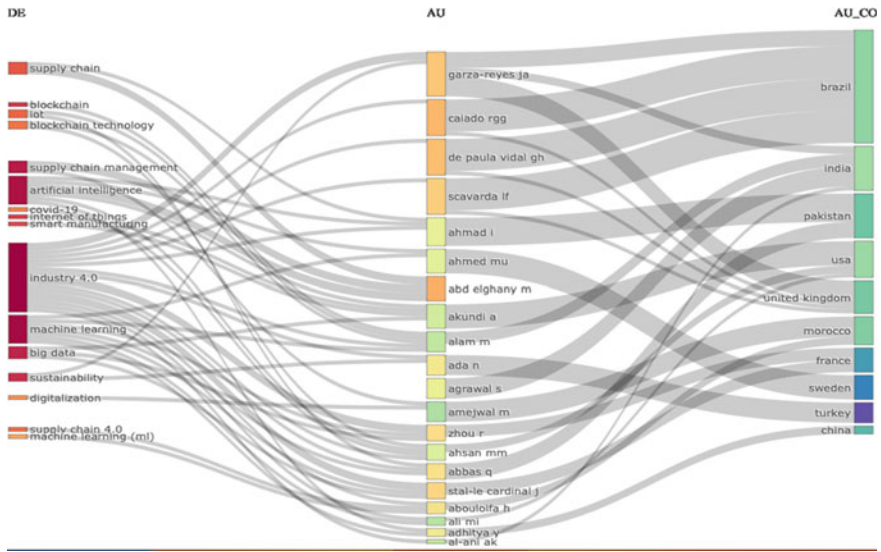 DE
AU
AU_CO
supply chain
blockchain
iot
blockchain technology
supply chain management
artificial intelligence
covid-19
internet of things
smart manufacturing
industry 4.0
machine learning
big data
sustainability
digitalization
supply chain 4.0
machine learning (ml)
garza-reyes ja
caiado rgg
de paula vidal gh
scavarda lf
ahmad i
ahmed mu
abd elghany m
akundi a
alam m
ada n
agrawal s
amejwal m
zhou r
ahsan mm
abbas q
stal-le cardinal j
abouloifa h
ali mi
adhitya y
al-ani ak
brazil
india
pakistan
usa
united kingdom
morocco
france
sweden
turkey
china